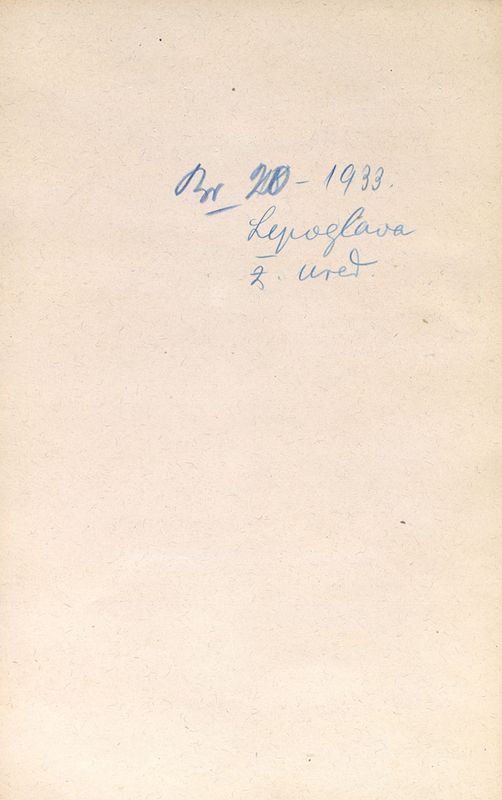 Br 20 - 1933.
Lepoglava
ž. ured.